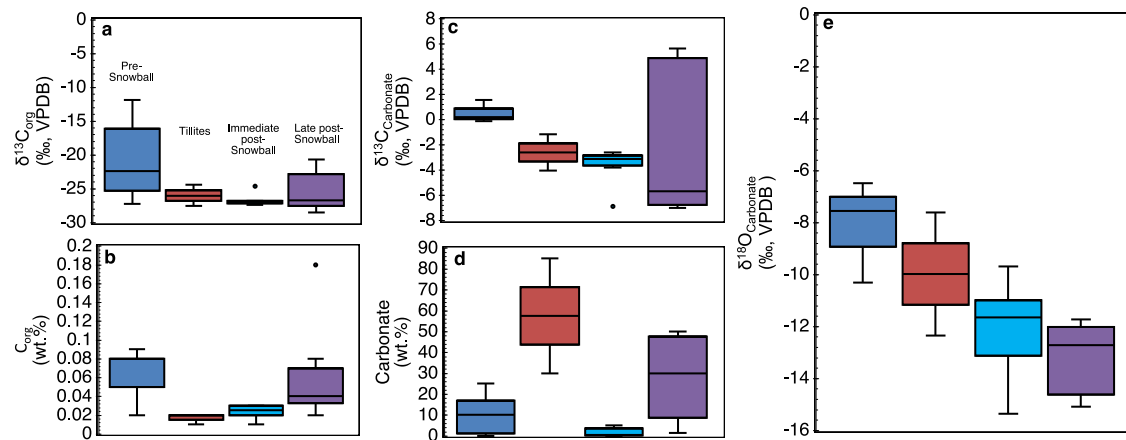 a
0
-5
-10
-15
-20
-25
-30
δ13Corg
(‰, VPDB)
Pre-
Snowball
Tillites
Immediate
post-
Snowball
Late post-
Snowball
b
0.2
0.18
0.16
0.14
0.12
0.1
0.08
0.06
0.04
0.02
0
Corg
(wt.%)
c
8
6
4
2
0
-2
-4
-6
8
δ13CCarbonate
(‰, VPDB)
d
90
80
70
60
50
40
30
20
10
0
Carbonate
(wt.%)
e
0
-2
-4
-6
-8
-10
-12
-14
-16
δ18OCarbonate
(‰, VPDB)